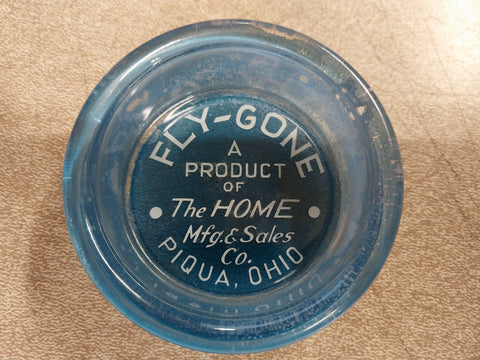 FLY-GONE
A
PRODUCT
OF
The HOME
Mfg. & Sales
Co.
PIQUA, OHIO